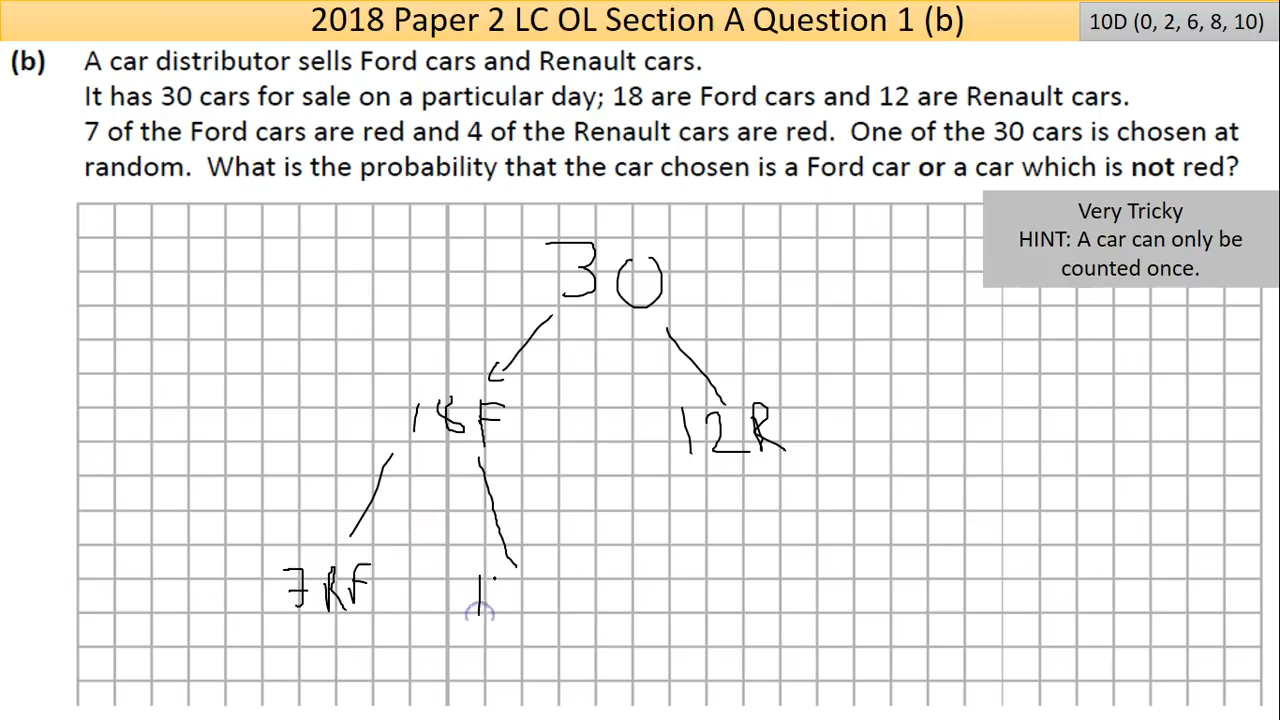 2018 Paper 2 LC OL Section A Question 1 (b)
10D (0, 2, 6, 8, 10)
(b) A car distributor sells Ford cars and Renault cars.
It has 30 cars for sale on a particular day; 18 are Ford cars and 12 are Renault cars.
7 of the Ford cars are red and 4 of the Renault cars are red. One of the 30 cars is chosen at
random. What is the probability that the car chosen is a Ford car or a car which is not red?
Very Tricky
HINT: A car can only be
counted once.
30
18F 12R
7RF 1